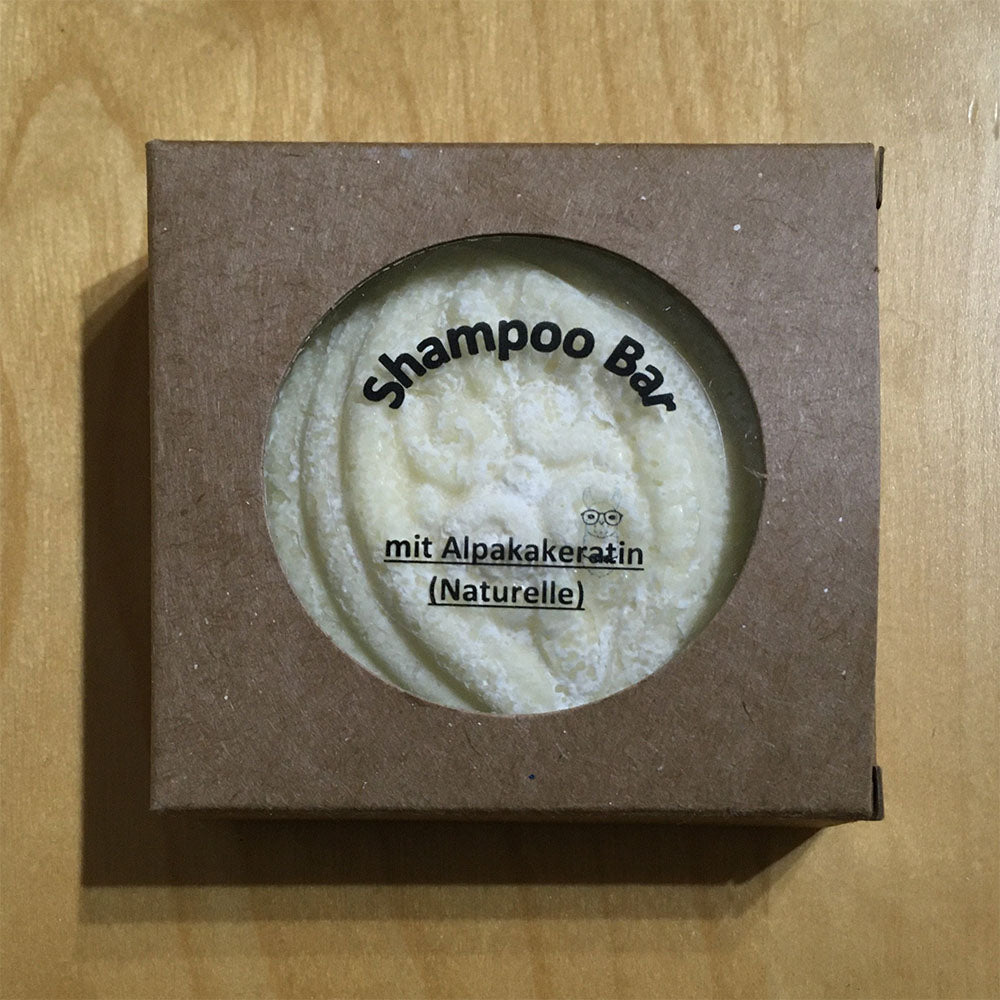 Shampoo Bar
mit Alpakakeratin
(Naturelle)